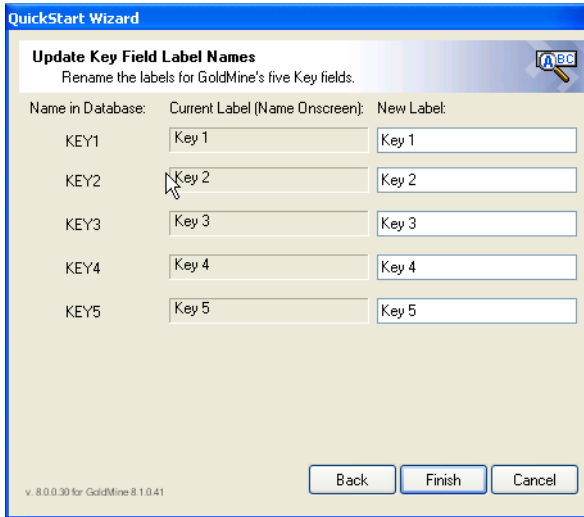 QuickStart Wizard
Update Key Field Label Names
Rename the labels for GoldMine's five Key fields.
ABC
Name in Database: Current Label (Name Onscreen): New Label:
KEY1 Key 1 Key 1
KEY2 Key 2 Key 2
KEY3 Key 3 Key 3
KEY4 Key 4 Key 4
KEY5 Key 5 Key 5
v. 8.0.0.30 for GoldMine 8.1.0.41 Back Finish Cancel